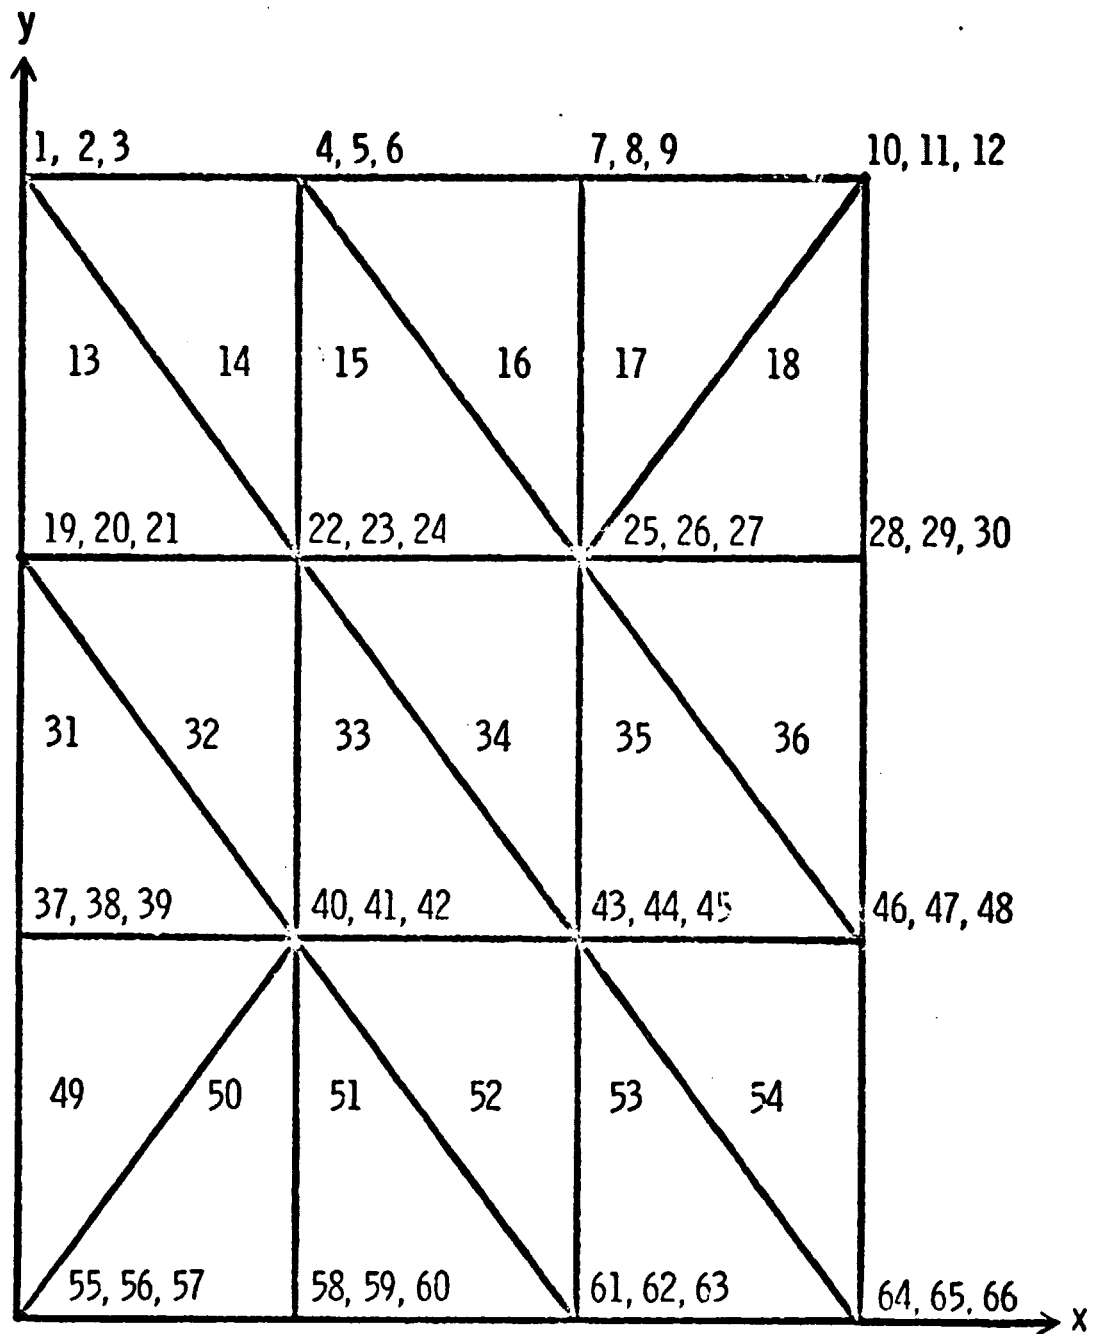 y
1, 2, 3 4, 5, 6 7, 8, 9 10, 11, 12
13 14 15 16 17 18
19, 20, 21 22, 23, 24 25, 26, 27 28, 29, 30
31 32 33 34 35 36
37, 38, 39 40, 41, 42 43, 44, 45 46, 47, 48
49 50 51 52 53 54
55, 56, 57 58, 59, 60 61, 62, 63 64, 65, 66
x